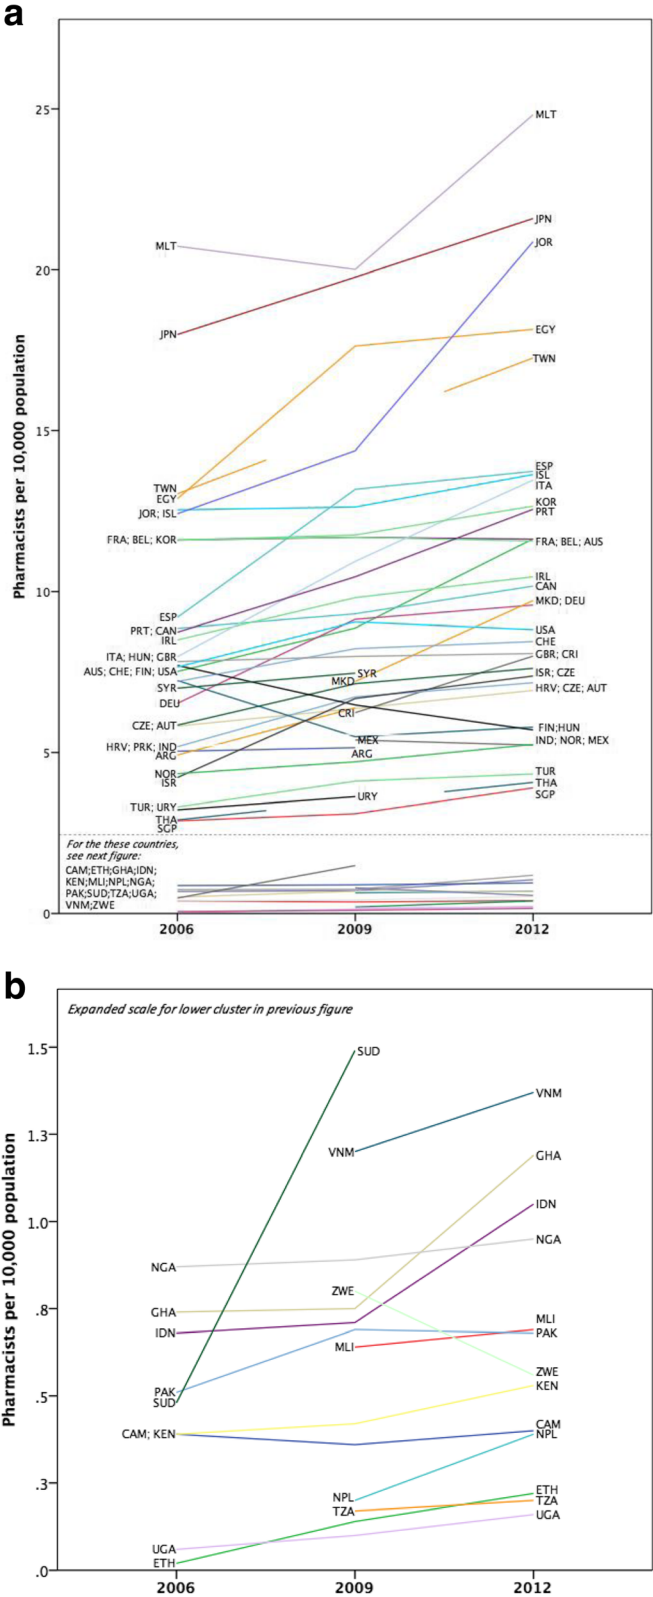 a
25
MLT
JPN
JOR
MLT
20
JPN
EGY
TWN
Pharmacists per 10,000 population
15
TWN
EGY
JOR; ISL
ESP
ISL
ITA
KOR
PRT
FRA; BEL; KOR
FRA; BEL; AUS
10
ESP
PRT; CAN
IRL
ITA; HUN; GBR
AUS; CHE; FIN; USA
SYR
DEU
IRL
CAN
MKD; DEU
USA
CHE
GBR; CRI
ISR; CZE
HRV; CZE; AUT
SYR
MKD
CRI
CZE; AUT
HRV; PRK; IND
ARG
MEX
ARG
FIN;HUN
IND; NOR; MEX
5
NOR
ISR
TUR; URY
THA
SGP
URY
TUR
THA
SGP
For the these countries,
see next figure:
CAM;ETH;GHA;IDN;
KEN;MLI;NPL;NGA;
PAK;SUD;TZA;UGA;
VNM;ZWE
0
2006
2009
2012
b
Expanded scale for lower cluster in previous figure
1.5
SUD
VNM
1.3
VNM
GHA
1.0
IDN
NGA
NGA
Pharmacists per 10,000 population
ZWE
.8
GHA
IDN
MLI
MLI
PAK
PAK
SUD
.5
ZWE
KEN
CAM; KEN
CAM
NPL
.3
NPL
TZA
ETH
TZA
UGA
UGA
ETH
.0
2006
2009
2012